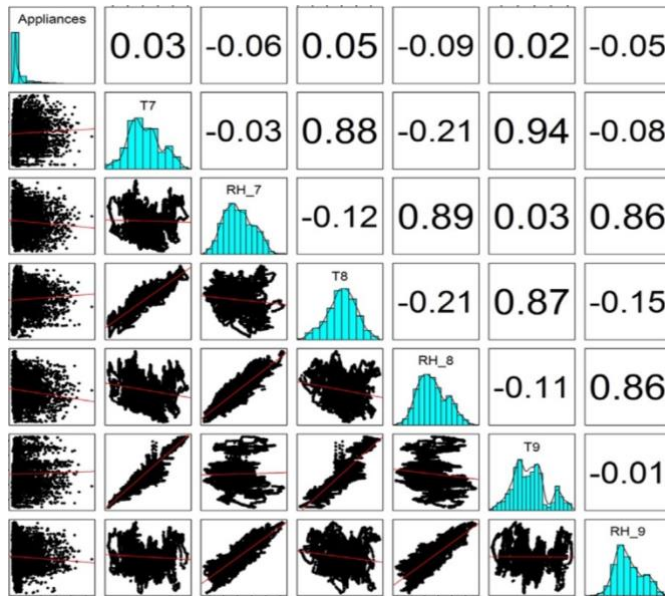 Appliances
0.03 -0.06 0.05 -0.09 0.02 -0.05
T7
-0.03 0.88 -0.21 0.94 -0.08
RH_7
-0.12 0.89 0.03 0.86
T8
-0.21 0.87 -0.15
RH_8
-0.11 0.86
T9
-0.01
RH_9